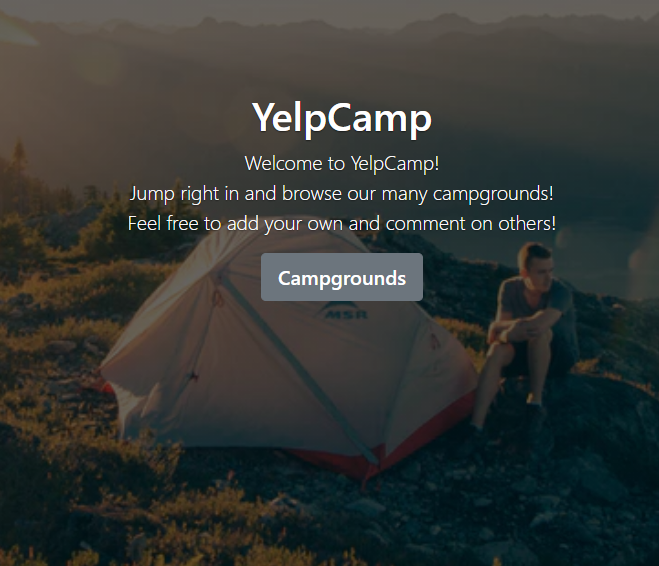 YelpCamp
Welcome to YelpCamp!
Jump right in and browse our many campgrounds!
Feel free to add your own and comment on others!
Campgrounds
MSR